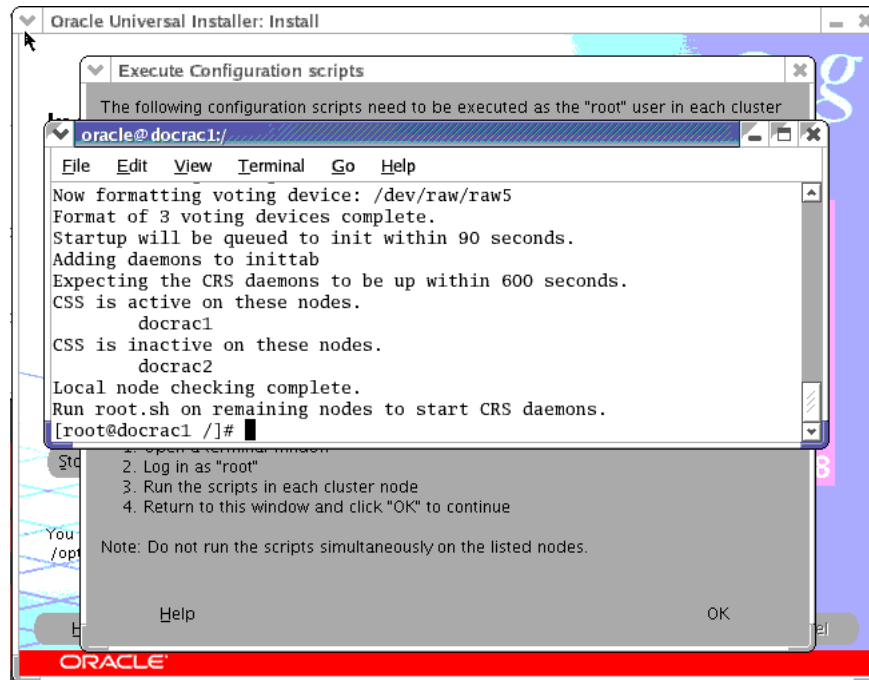 Oracle Universal Installer: Install
Execute Configuration scripts
The following configuration scripts need to be executed as the "root" user in each cluster
oracle@docrac1:/
File Edit View Terminal Go Help
Now formatting voting device: /dev/raw/raw5
Format of 3 voting devices complete.
Startup will be queued to init within 90 seconds.
Adding daemons to inittab
Expecting the CRS daemons to be up within 600 seconds.
CSS is active on these nodes.
docrac1
CSS is inactive on these nodes.
docrac2
Local node checking complete.
Run root.sh on remaining nodes to start CRS daemons.
[root@docrac1 /]#
1. Open a terminal window
2. Log in as "root"
3. Run the scripts in each cluster node
4. Return to this window and click "OK" to continue
You
/opt
Note: Do not run the scripts simultaneously on the listed nodes.
Help OK
ORACLE